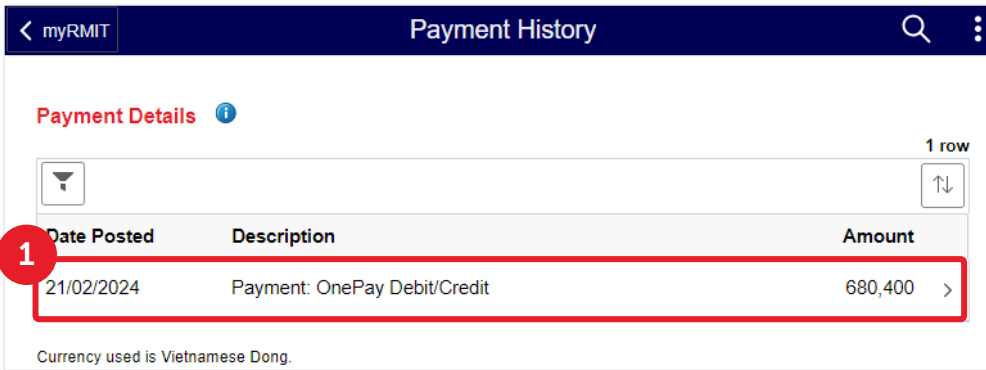 myRMIT Payment History
Payment Details
1 row
Date Posted Description Amount
1
21/02/2024 Payment: OnePay Debit/Credit 680,400
Currency used is Vietnamese Dong.